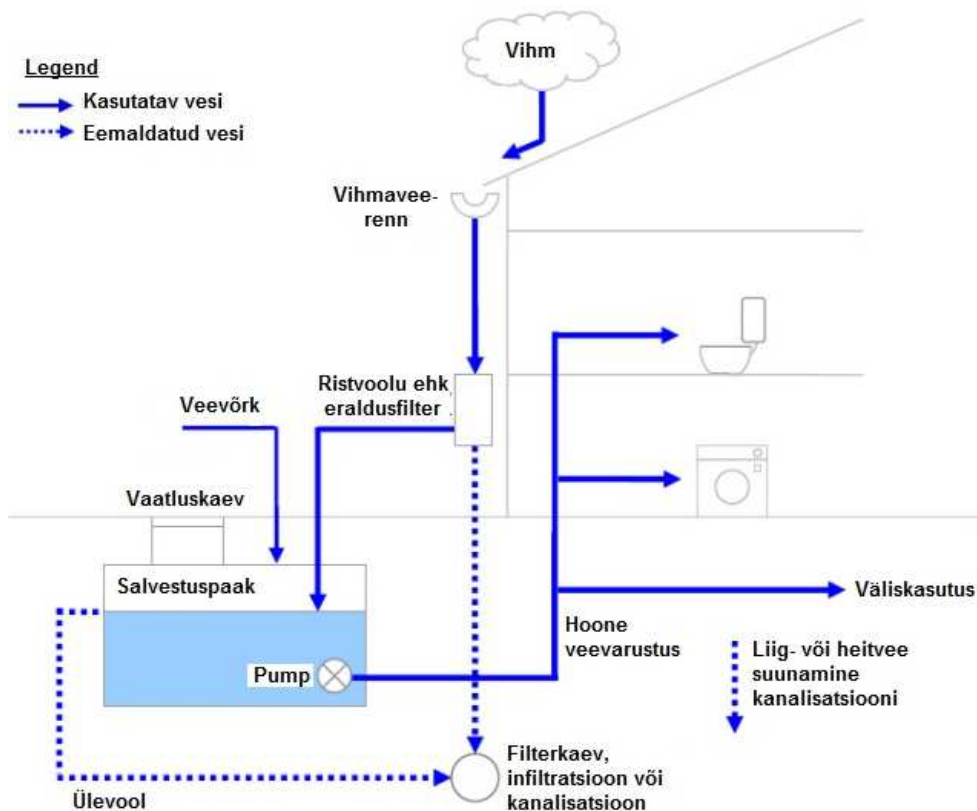 Vihm
Legend
Kasutatav vesi
Eemaldatud vesi
Vihmavee-
renn
Ristvoolu ehk
eraldusfilter
Veevõrk
Vaatluskaev
Salvestuspaak
Väliskasutus
Hoone
veevarustus
Liig- või heitvee
suunamine
kanalisatsiooni
Pump
Filterkaev,
infiltratsioon või
kanalisatsioon
Ülevool